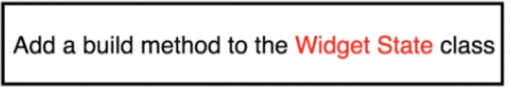 Add a build method to the Widget State class